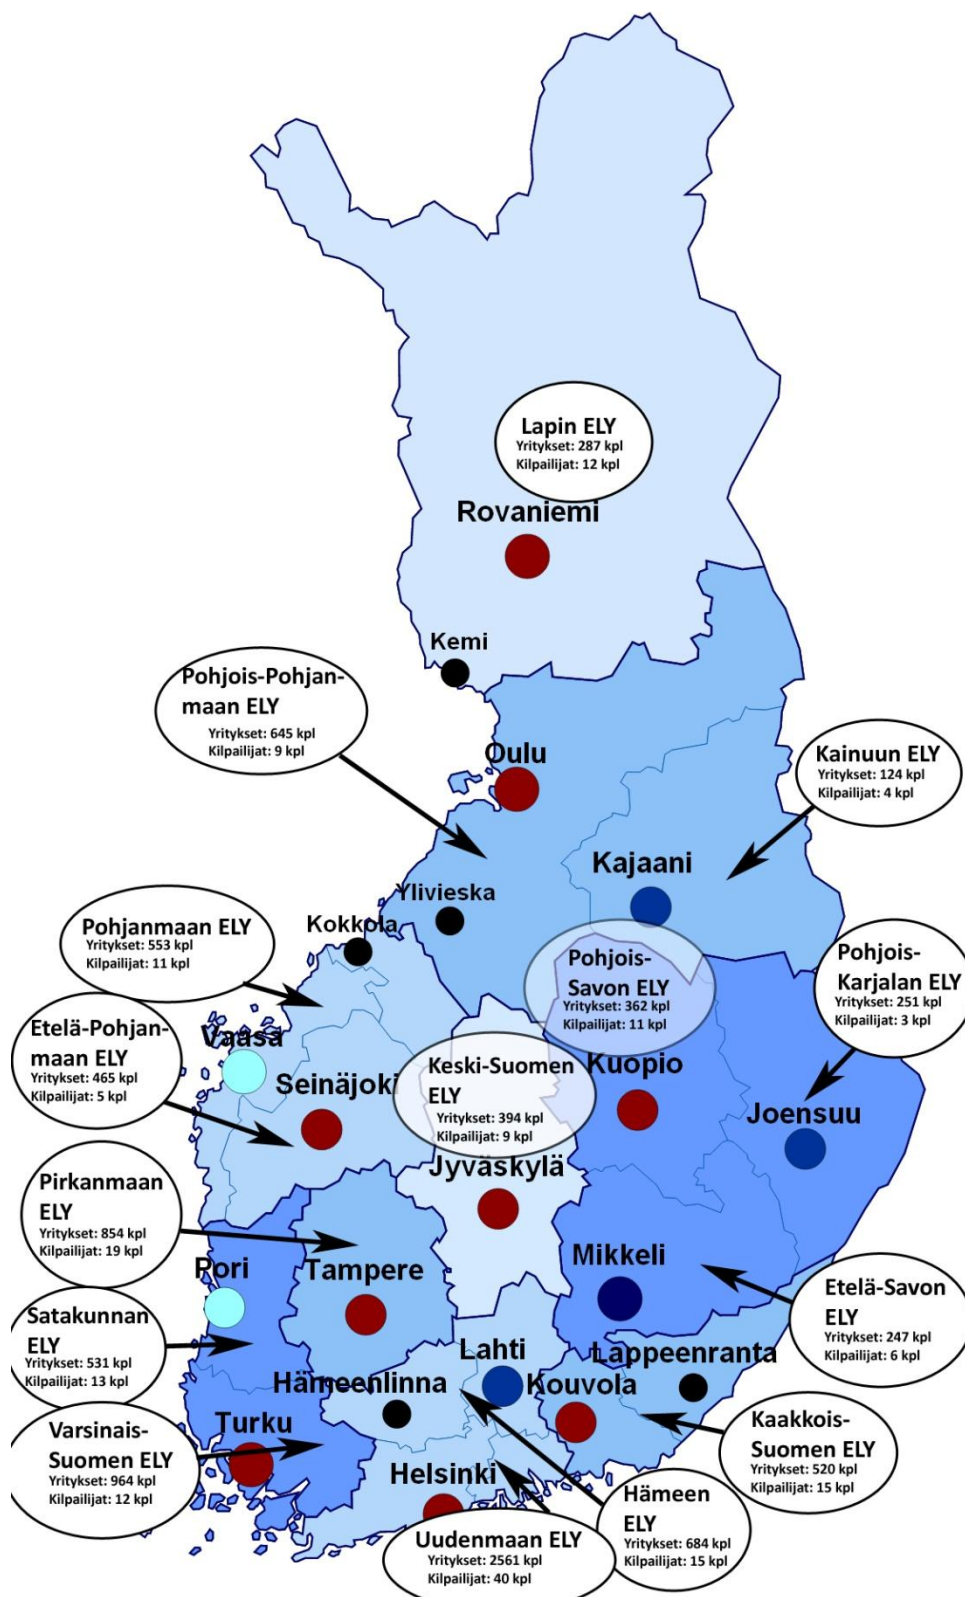 Lapin ELY
Yritykset: 287 kpl
Kilpailijat: 12 kpl
Rovaniemi
Kemi
Pohjois-Pohjan-
maan ELY
Yritykset: 645 kpl
Kilpailijat: 9 kpl
Oulu
Kainuun ELY
Yritykset: 124 kpl
Kilpailijat: 4 kpl
Kajaani
Ylivieska
Kokkola
Pohjanmaan ELY
Yritykset: 553 kpl
Kilpailijat: 11 kpl
Pohjois-
Savon ELY
Yritykset: 362 kpl
Kilpailijat: 11 kpl
Pohjois-
Karjalan ELY
Yritykset: 251 kpl
Kilpailijat: 3 kpl
Etelä-Pohjan-
maan ELY
Yritykset: 465 kpl
Kilpailijat: 5 kpl
Vaasa
Seinäjoki
Keski-Suomen
ELY
Yritykset: 394 kpl
Kilpailijat: 9 kpl
Kuopio
Joensuu
Jyväskylä
Pirkanmaan
ELY
Yritykset: 854 kpl
Kilpailijat: 19 kpl
Pori
Tampere
Mikkeli
Etelä-Savon
ELY
Yritykset: 247 kpl
Kilpailijat: 6 kpl
Satakunnan
ELY
Yritykset: 531 kpl
Kilpailijat: 13 kpl
Lahti
Lappeenranta
Hämeenlinna
Kouvola
Varsinais-
Suomen ELY
Yritykset: 964 kpl
Kilpailijat: 12 kpl
Turku
Kaakkois-
Suomen ELY
Yritykset: 520 kpl
Kilpailijat: 15 kpl
Helsinki
Hämeen
ELY
Yritykset: 684 kpl
Kilpailijat: 15 kpl
Uudenmaan ELY
Yritykset: 2561 kpl
Kilpailijat: 40 kpl